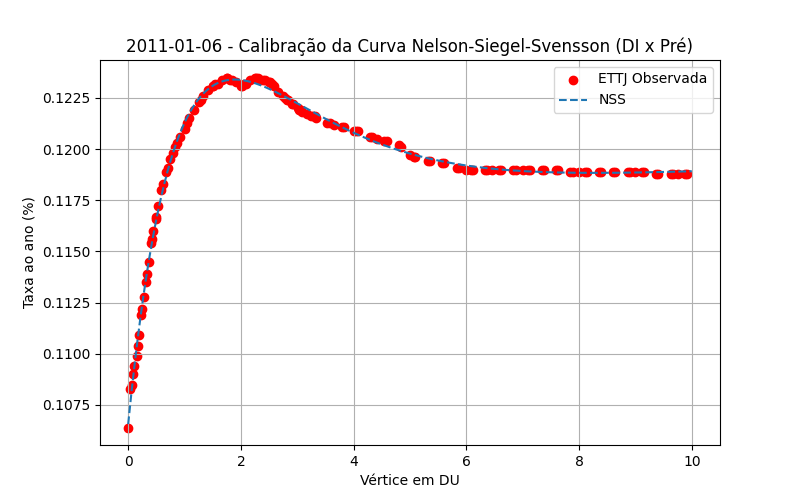 2011-01-06 - Calibração da Curva Nelson-Siegel-Svensson (DI x Pré)
ETTJ Observada
NSS
Taxa ao ano (%)
0.1225
0.1200
0.1175
0.1150
0.1125
0.1100
0.1075
0 2 4 6 8 10
Vértice em DU